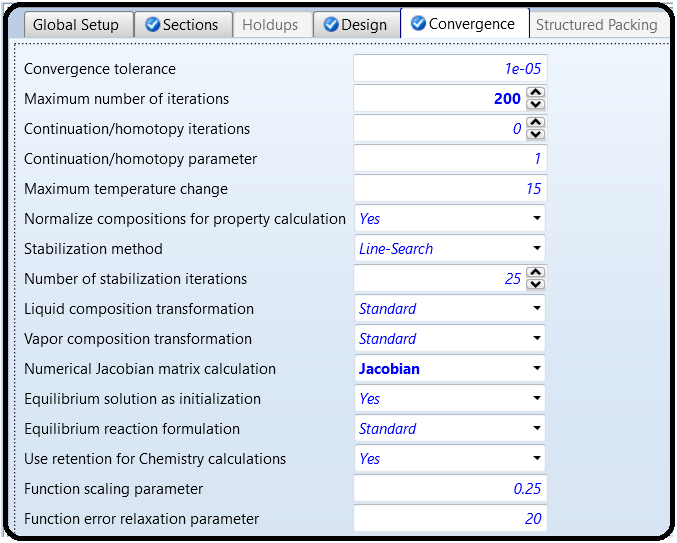 Global Setup Sections Holdups Design Convergence Structured Packing
Convergence tolerance 1e-05
Maximum number of iterations 200
Continuation/homotopy iterations 0
Continuation/homotopy parameter 1
Maximum temperature change 15
Normalize compositions for property calculation Yes
Stabilization method Line-Search
Number of stabilization iterations 25
Liquid composition transformation Standard
Vapor composition transformation Standard
Numerical Jacobian matrix calculation Jacobian
Equilibrium solution as initialization Yes
Equilibrium reaction formulation Standard
Use retention for Chemistry calculations Yes
Function scaling parameter 0.25
Function error relaxation parameter 20